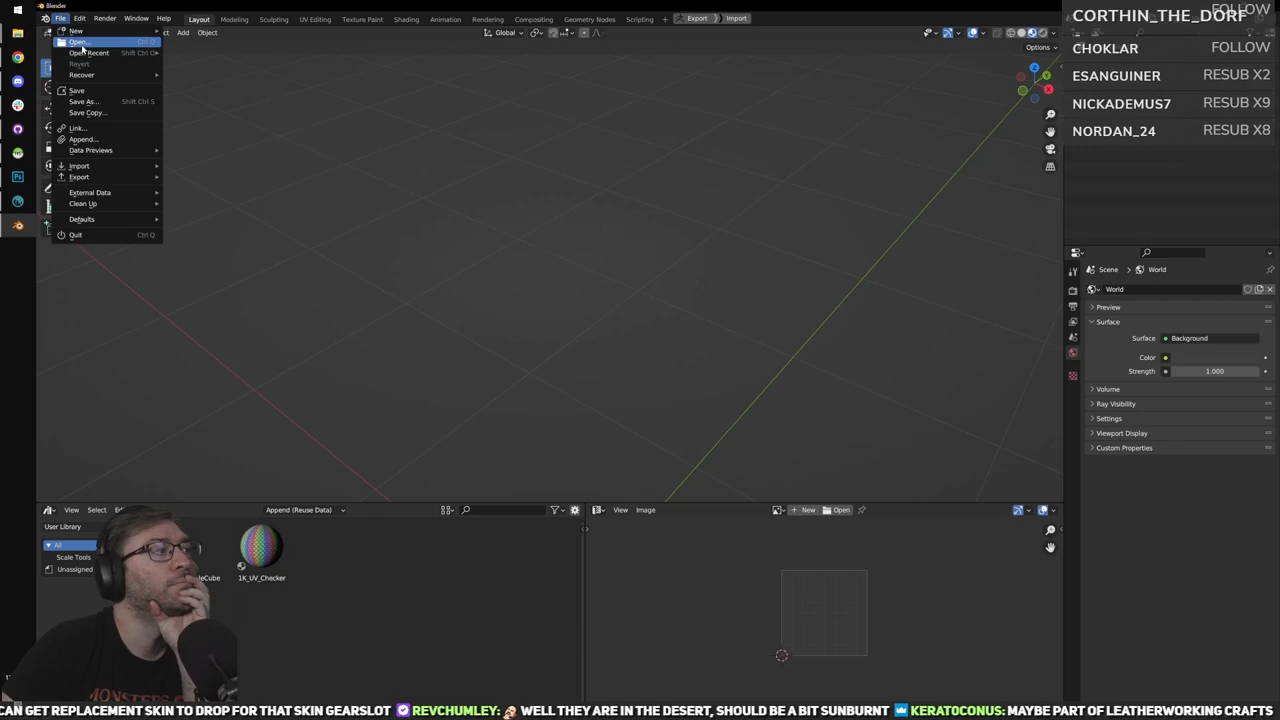 Blender
File Edit Render Window Help Layout Modeling Sculpting UV Editing Texture Paint Shading Animation Rendering Compositing Geometry Nodes Scripting Export Import
Add Object Global Options
New
Open... Ctrl O
Open Recent Shift Ctrl O
Revert
Recover
Save
Save As... Shift Ctrl S
Save Copy...
Link...
Append...
Data Previews
Import
Export
External Data
Clean Up
Defaults
Quit Ctrl Q
Z
Y
X
CORTHIN_THE_DORF FOLLOW
CHOKLAR FOLLOW
ESANGUINER RESUB X2
NICKADEMUS7 RESUB X9
NORDAN_24 RESUB X8
Scene World
World
Preview
Surface
Surface Background
Color
Strength 1.000
Volume
Ray Visibility
Settings
Viewport Display
Custom Properties
View Select Append (Reuse Data)
User Library
All
Scale Tools
Unassigned
1K_UV_Checker
View Image New Open
CAN GET REPLACEMENT SKIN TO DROP FOR THAT SKIN GEARSLOT REVCHUMLEY: WELL THEY ARE IN THE DESERT, SHOULD BE A BIT SUNBURNT KERATOCONUS: MAYBE PART OF LEATHERWORKING CRAFTS